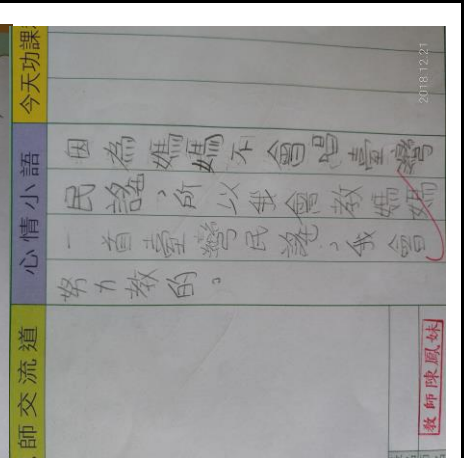 今天功課
2018.12.21
心情小語
因為媽媽不會唱臺灣
民謠,所以我會教媽媽
一首臺灣民謠,我會
努力教的。
師交流道
教師陳鳳妹